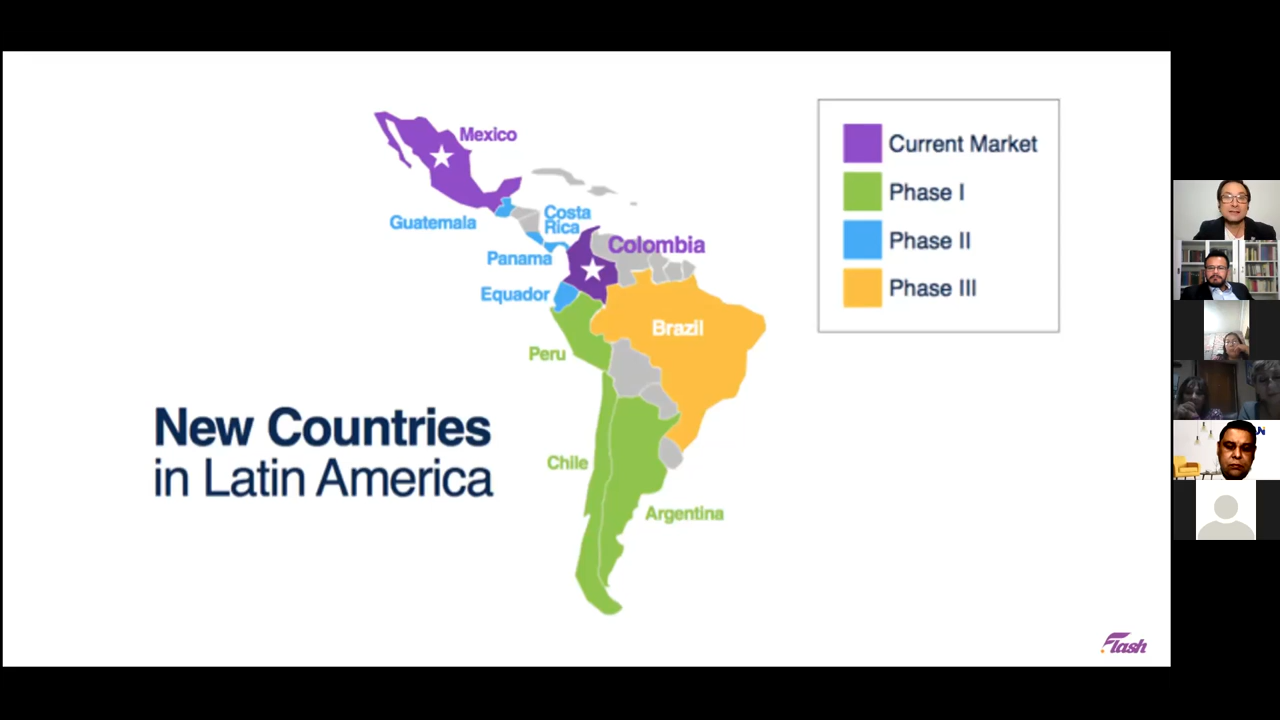 Mexico
Guatemala
Costa
Rica
Colombia
Panama
Equador
Brazil
Peru
Chile
Argentina
New Countries
in Latin America
Current Market
Phase I
Phase II
Phase III
Flash